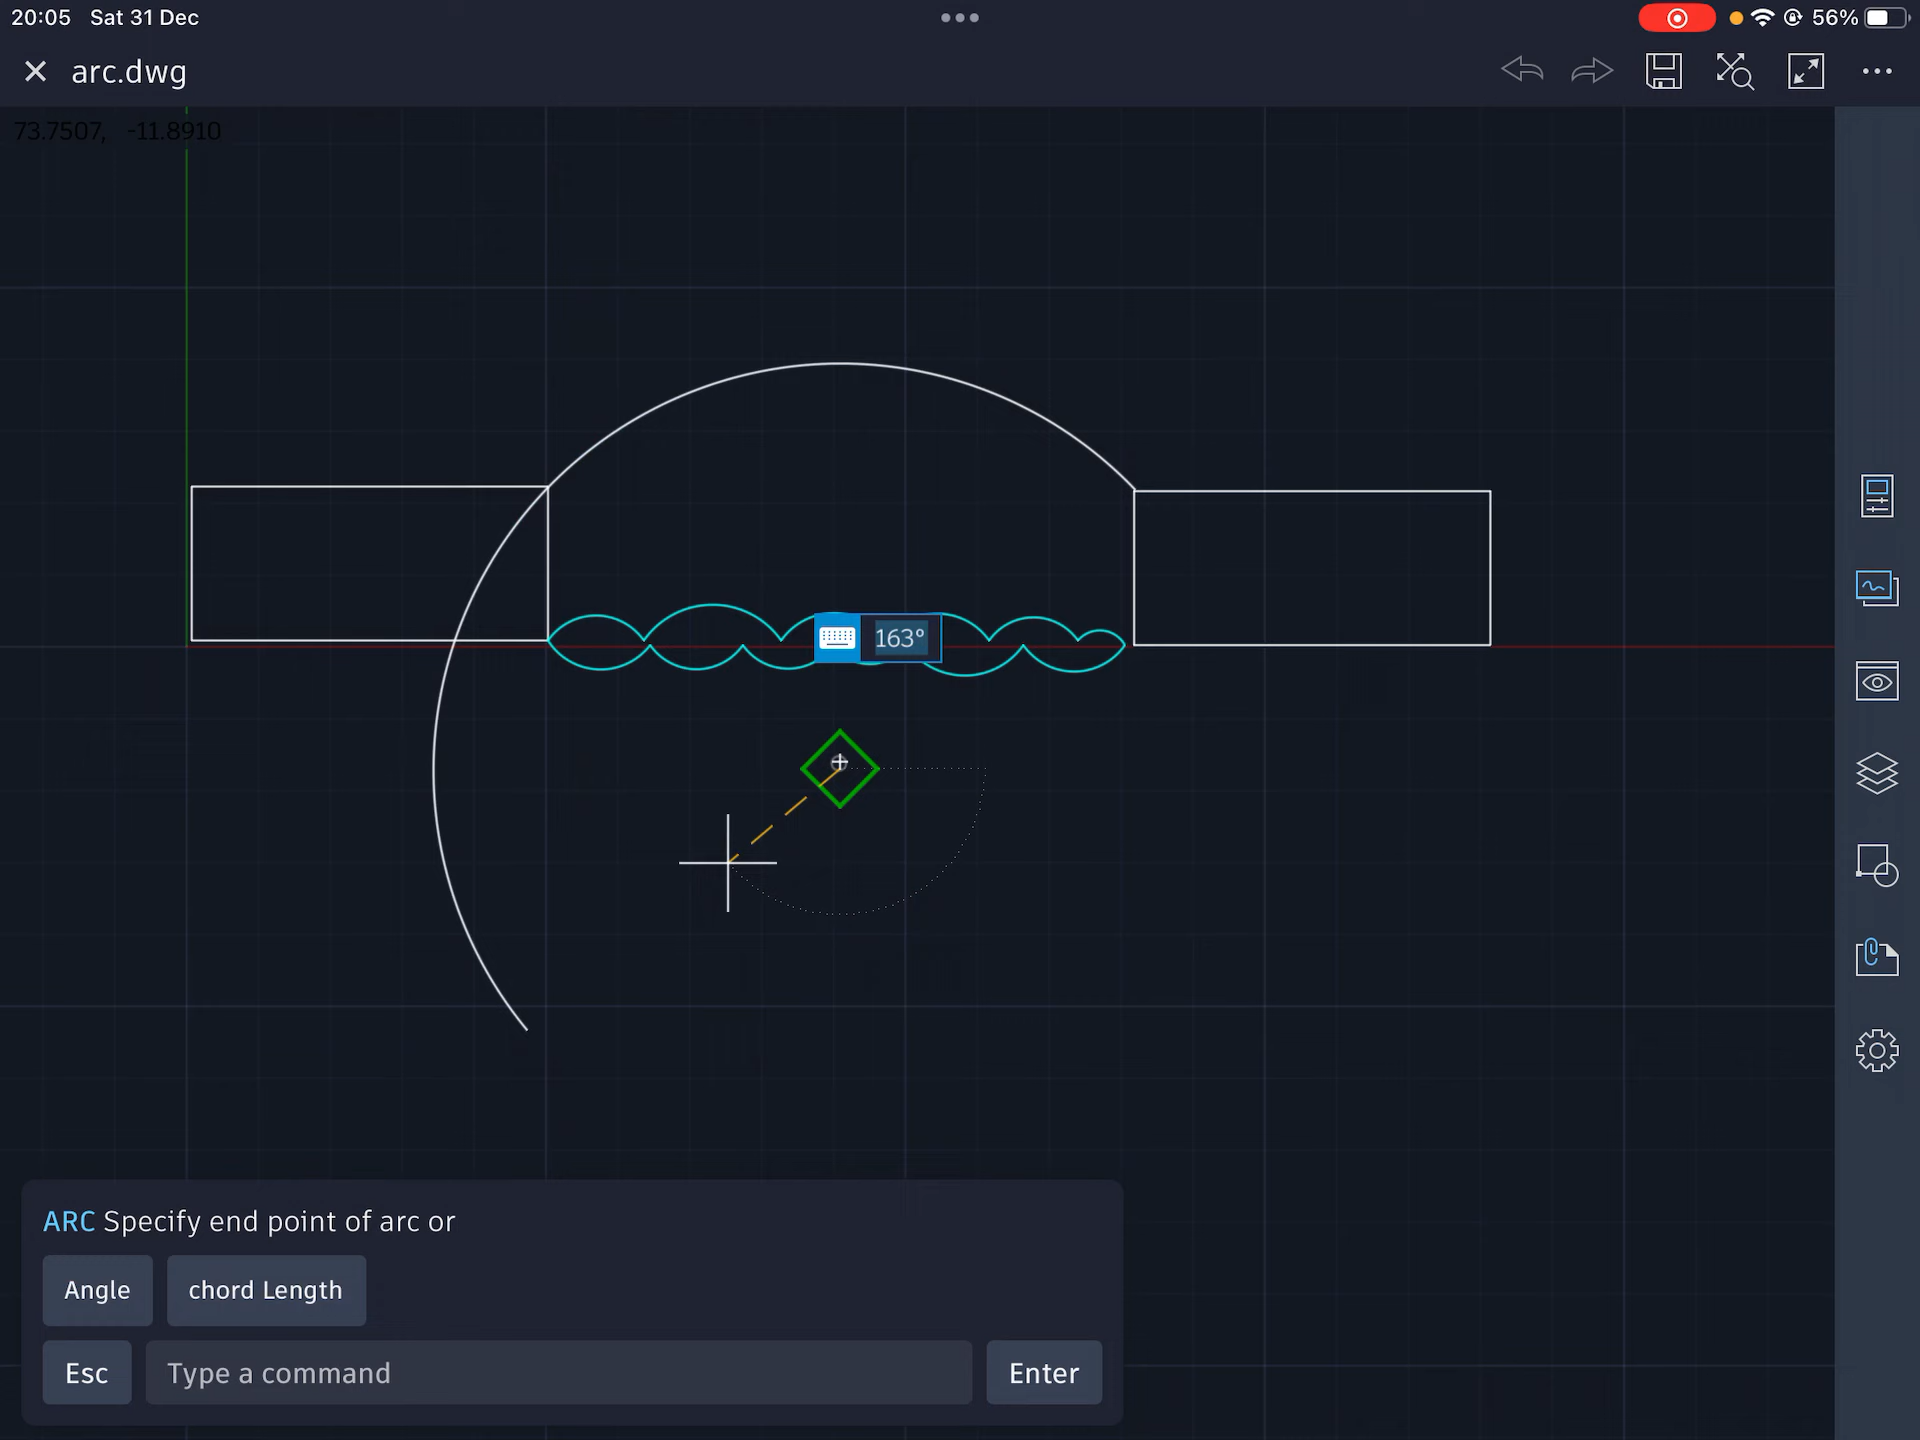 20:05 Sat 31 Dec
56%
arc.dwg
73.7507, -11.8910
163°
ARC Specify end point of arc or
Angle
chord Length
Esc
Type a command
Enter